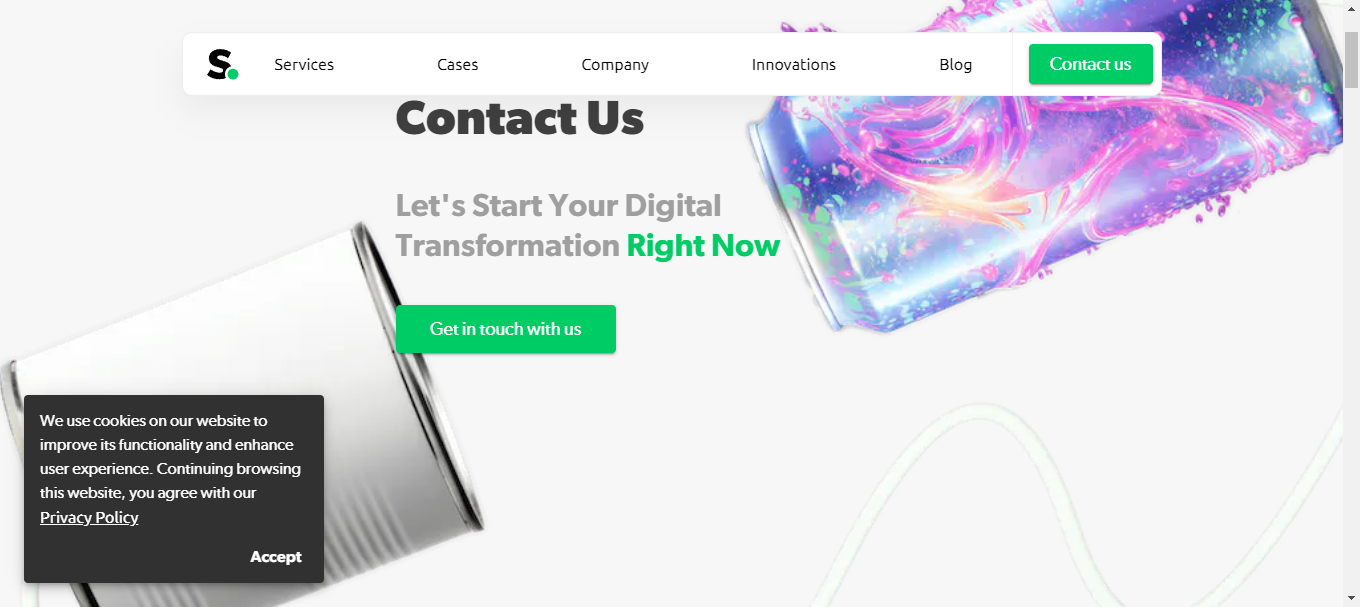 S.
Services
Cases
Company
Innovations
Blog
Contact us
Contact Us
Let's Start Your Digital
Transformation Right Now
Get in touch with us
We use cookies on our website to
improve its functionality and enhance
user experience. Continuing browsing
this website, you agree with our
Privacy Policy
Accept